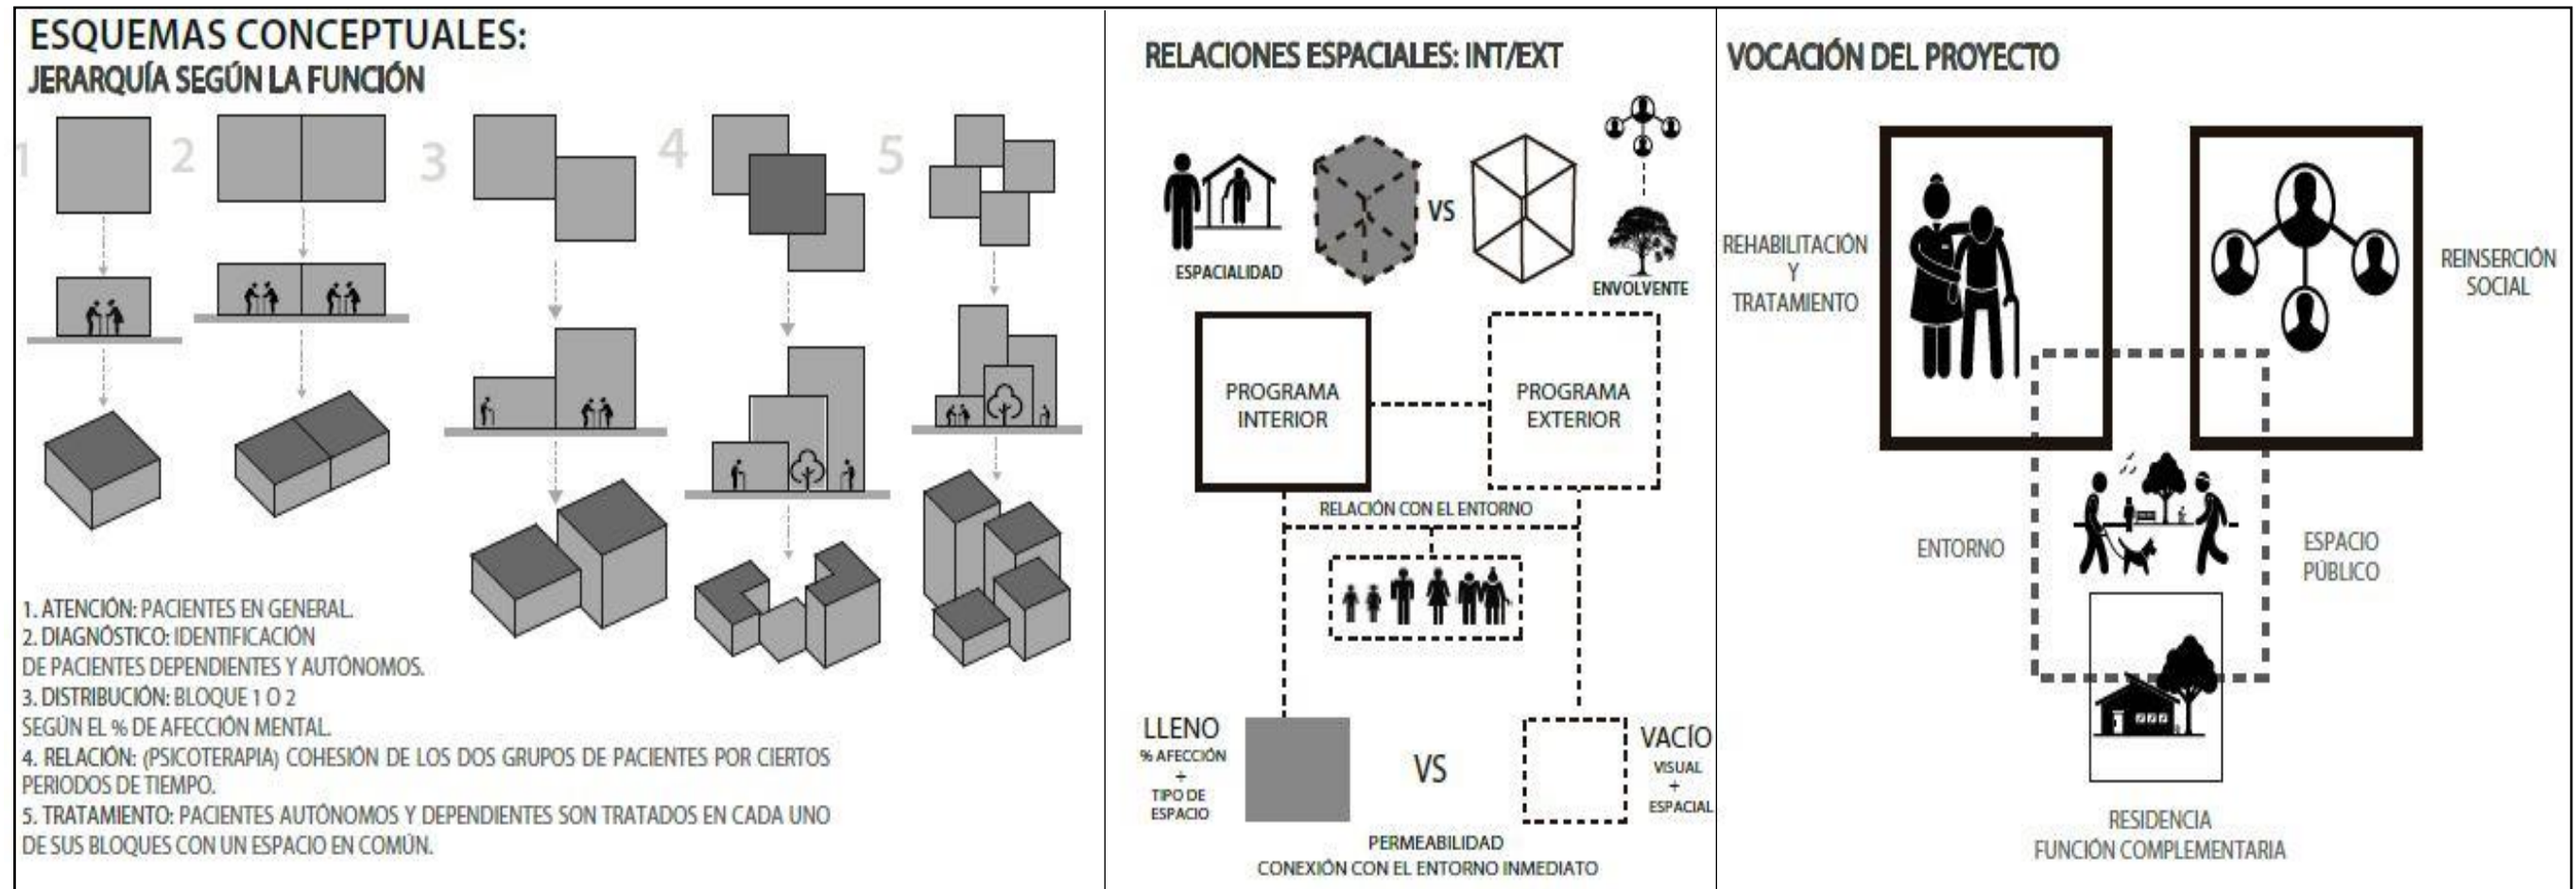 ESQUEMAS CONCEPTUALES:
JERARQUÍA SEGÚN LA FUNCIÓN
1
2
3
4
5
1. ATENCIÓN: PACIENTES EN GENERAL.
2. DIAGNÓSTICO: IDENTIFICACIÓN
DE PACIENTES DEPENDIENTES Y AUTÓNOMOS.
3. DISTRIBUCIÓN: BLOQUE 1 O 2
SEGÚN EL % DE AFECCIÓN MENTAL.
4. RELACIÓN: (PSICOTERAPIA) COHESIÓN DE LOS DOS GRUPOS DE PACIENTES POR CIERTOS
PERIODOS DE TIEMPO.
5. TRATAMIENTO: PACIENTES AUTÓNOMOS Y DEPENDIENTES SON TRATADOS EN CADA UNO
DE SUS BLOQUES CON UN ESPACIO EN COMÚN.
RELACIONES ESPACIALES: INT/EXT
VS
ESPACIALIDAD
ENVOLVENTE
PROGRAMA
INTERIOR
PROGRAMA
EXTERIOR
RELACIÓN CON EL ENTORNO
LLENO
% AFECCIÓN
+
TIPO DE
ESPACIO
VS
VACÍO
VISUAL
+
ESPACIAL
PERMEABILIDAD
CONEXIÓN CON EL ENTORNO INMEDIATO
VOCACIÓN DEL PROYECTO
REHABILITACIÓN
Y
TRATAMIENTO
REINSERCIÓN
SOCIAL
ENTORNO
ESPACIO
PÚBLICO
RESIDENCIA
FUNCIÓN COMPLEMENTARIA